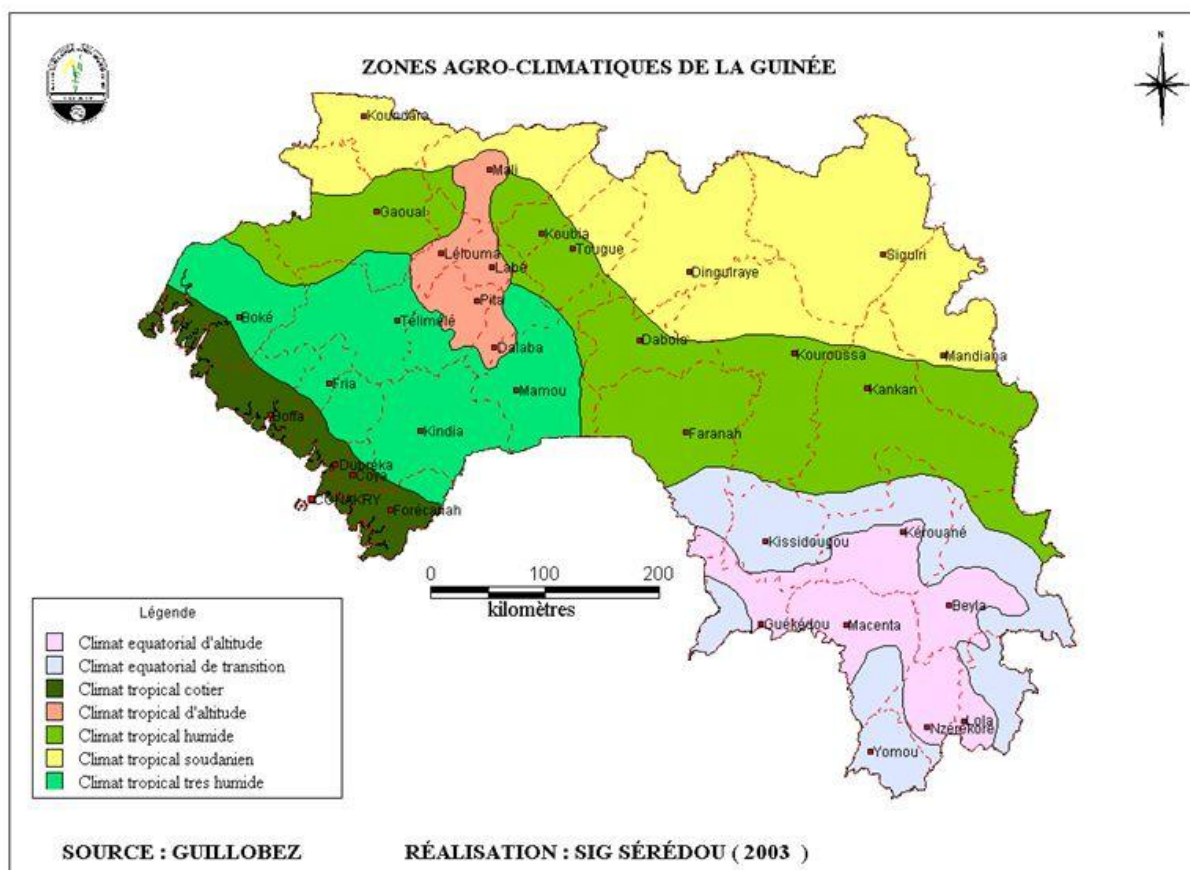 ZONES AGRO-CLIMATIQUES DE LA GUINÉE
N
Koundara
Mali
Gaoual
Koubia
Tougue
Lélouma
Labé
Siguiri
Dinguiraye
Pita
Boké
Télimélé
Dalaba
Dabola
Kouroussa
Mandiana
Fria
Mamou
Kankan
Boffa
Kindia
Faranah
Dubréka
Coya
CONAKRY
Forécariah
Kissidougou
Kérouané
0 100 200
kilomètres
Beyla
Guékédou
Macenta
Lola
Nzérékoré
Yomou
Légende
Climat equatorial d'altitude
Climat equatorial de transition
Climat tropical cotier
Climat tropical d'altitude
Climat tropical humide
Climat tropical soudanien
Climat tropical tres humide
SOURCE : GUILLOBEZ
RÉALISATION : SIG SÉRÉDOU ( 2003 )